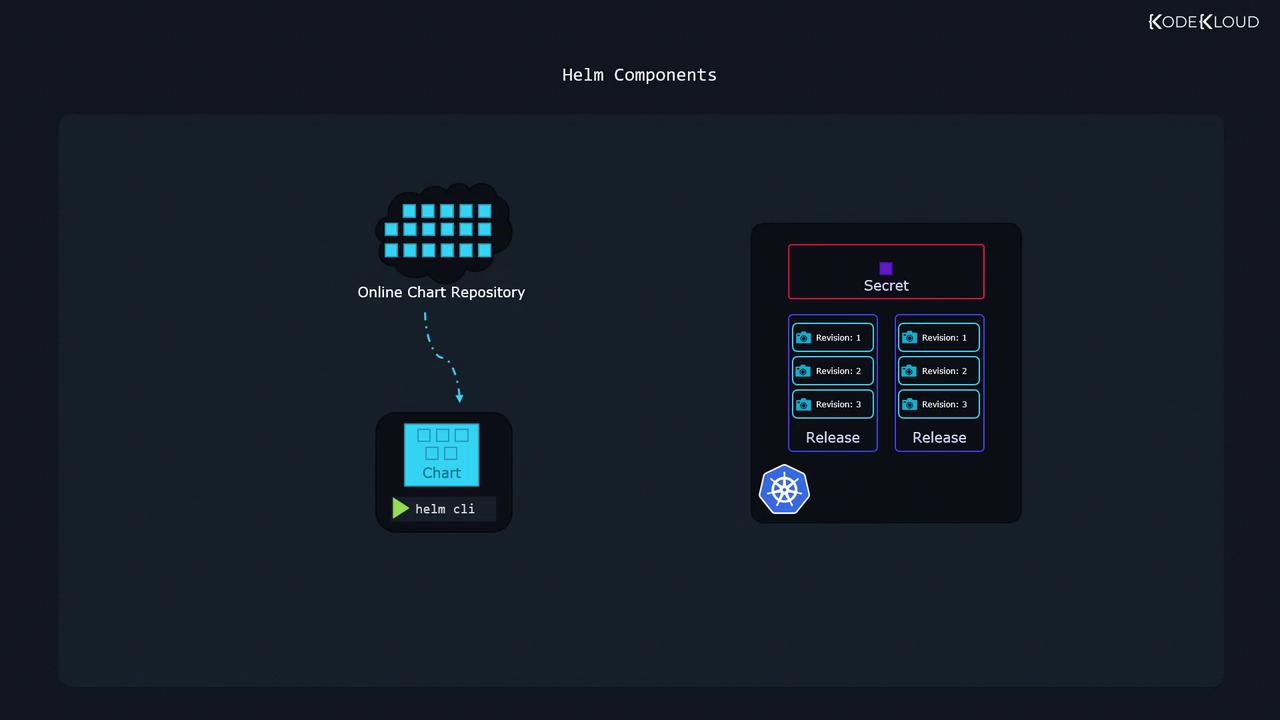 KODEKLOUD
Helm Components
Online Chart Repository
Chart
helm cli
Secret
Revision: 1
Revision: 2
Revision: 3
Release
Revision: 1
Revision: 2
Revision: 3
Release